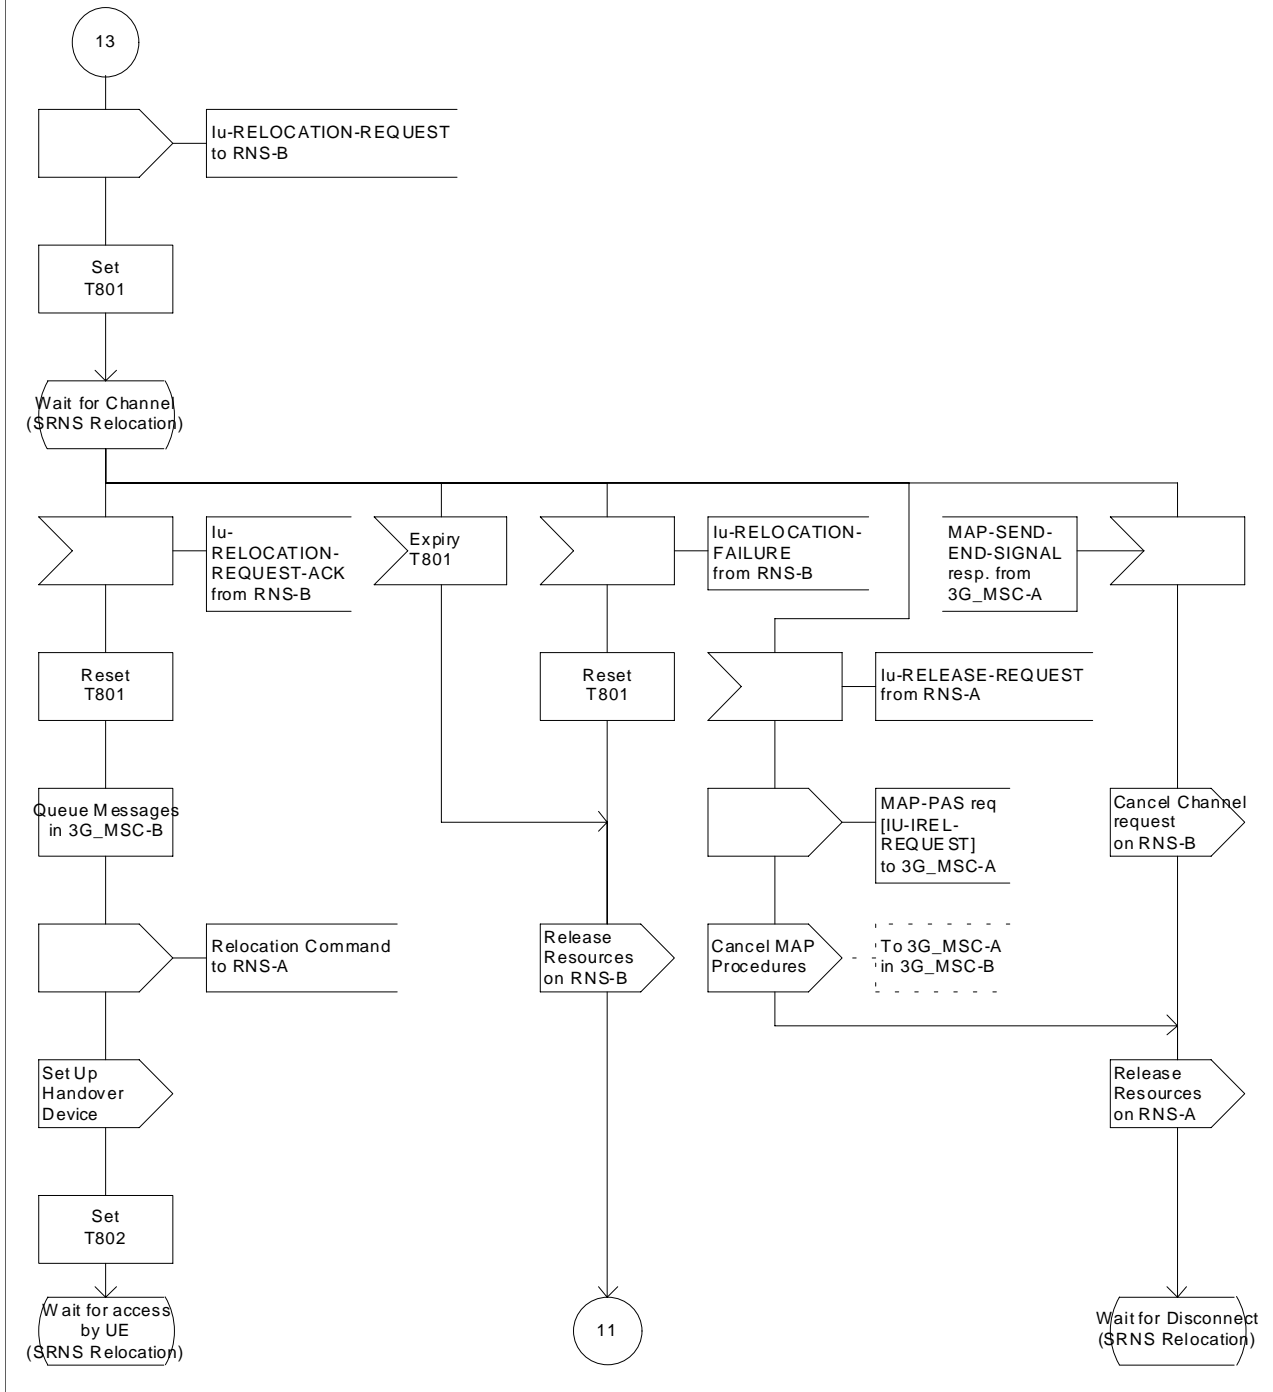 13
Iu-RELOCATION-REQUEST
to RNS-B
Set
T801
Wait for Channel
(SRNS Relocation)
Iu-
RELOCATION-
REQUEST-ACK
from RNS-B
Expiry
T801
Iu-RELOCATION-
FAILURE
from RNS-B
MAP-SEND-
END-SIGNAL
resp. from
3G_MSC-A
Reset
T801
Reset
T801
Iu-RELEASE-REQUEST
from RNS-A
Queue Messages
in 3G_MSC-B
MAP-PAS req
[IU-IREL-
REQUEST]
to 3G_MSC-A
Cancel Channel
request
on RNS-B
Relocation Command
to RNS-A
Release
Resources
on RNS-B
Cancel MAP
Procedures
To 3G_MSC-A
in 3G_MSC-B
Set Up
Handover
Device
Release
Resources
on RNS-A
Set
T802
Wait for access
by UE
(SRNS Relocation)
11
Wait for Disconnect
(SRNS Relocation)